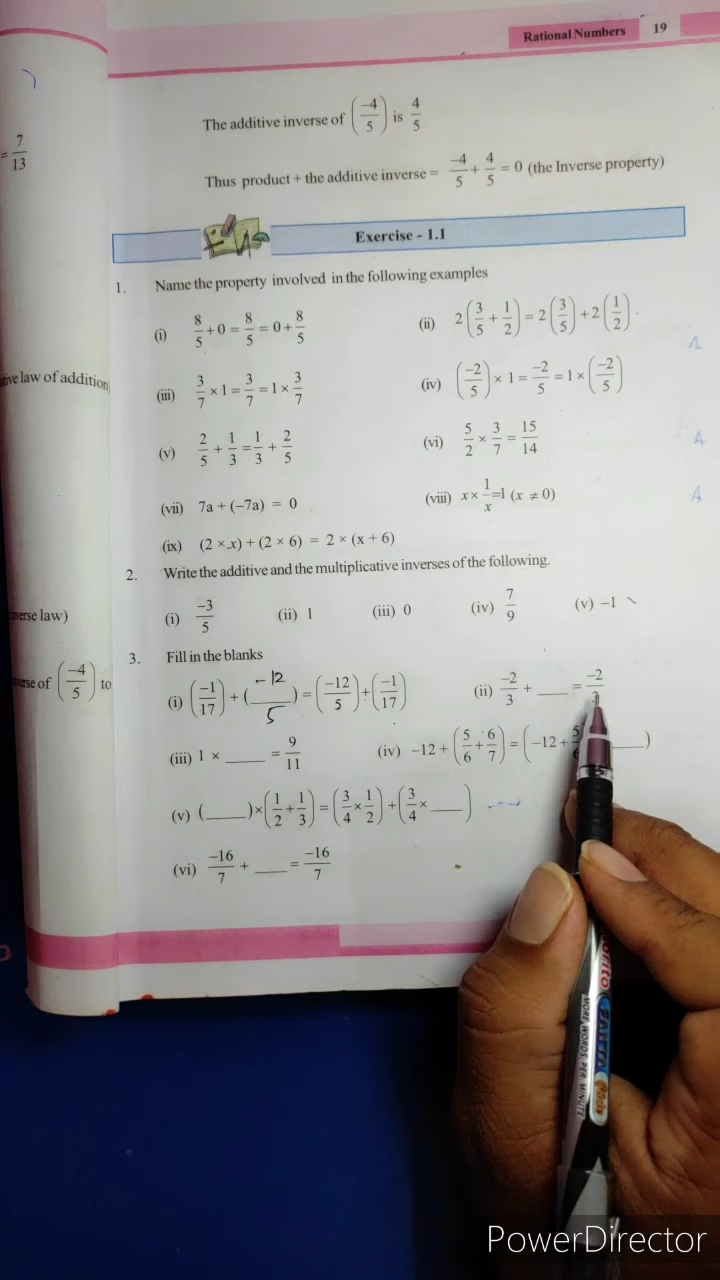 Rational Numbers 19
= 7/13
The additive inverse of (-4/5) is 4/5
Thus product + the additive inverse = -4/5 + 4/5 = 0 (the Inverse property)
Exercise - 1.1
1. Name the property involved in the following examples
(i) 8/5 + 0 = 8/5 = 0 + 8/5 (ii) 2(3/5 + 1/2) = 2(3/5) + 2(1/2)
law of addition
(iii) 3/7 × 1 = 3/7 = 1 × 3/7 (iv) (-2/5) × 1 = -2/5 = 1 × (-2/5)
(v) 2/5 + 1/3 = 1/3 + 2/5 (vi) 5/2 × 3/7 = 15/14
(vii) 7a + (−7a) = 0 (viii) x × 1/x = 1 (x ≠ 0)
(ix) (2 × x) + (2 × 6) = 2 × (x + 6)
2. Write the additive and the multiplicative inverses of the following.
law)
(i) -3/5 (ii) 1 (iii) 0 (iv) 7/9 (v) −1
3. Fill in the blanks
of (-4/5) to
(i) (-1/17) + (-12/5) = (-12/5) + (-1/17) (ii) -2/3 + ____ = -2/3
(iii) 1 × ____ = 9/11 (iv) −12 + (5/6 + 6/7) = (−12 + 5/6 ____)
(v) (____) × (1/2 + 1/3) = (3/4 × 1/2) + (3/4 × ____)
(vi) -16/7 + ____ = -16/7
MORE WORDS PER MINUTE
PowerDirector